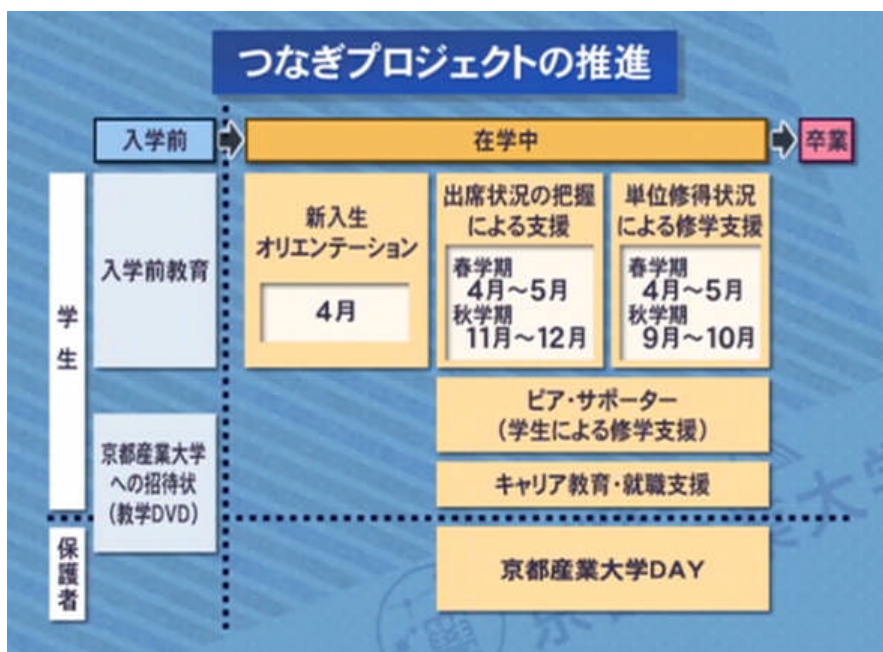 つなぎプロジェクトの推進
入学前
在学中
卒業
学生
入学前教育
新入生
オリエンテーション
4月
出席状況の把握
による支援
春学期
4月～5月
秋学期
11月～12月
単位修得状況
による修学支援
春学期
4月～5月
秋学期
9月～10月
ピア・サポーター
(学生による修学支援)
京都産業大学
への招待状
(教学DVD)
キャリア教育・就職支援
保護者
京都産業大学DAY